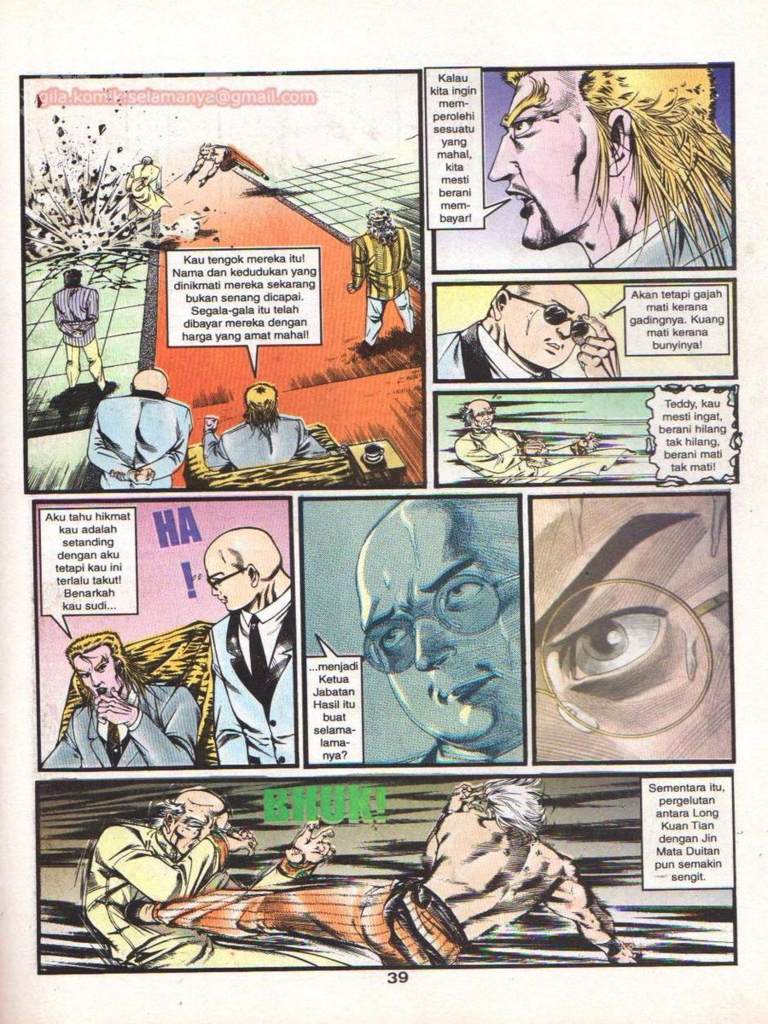 gila.komik.selamanya@gmail.com
Kau tengok mereka itu!
Nama dan kedudukan yang
dinikmati mereka sekarang
bukan senang dicapai.
Segala-gala itu telah
dibayar mereka dengan
harga yang amat mahal!
Kalau
kita ingin
mem-
perolehi
sesuatu
yang
mahal,
kita
mesti
berani
mem-
bayar!
Akan tetapi gajah
mati kerana
gadingnya. Kuang
mati kerana
bunyinya!
Teddy, kau
mesti ingat,
berani hilang
tak hilang,
berani mati
tak mati!
Aku tahu hikmat
kau adalah
setanding
dengan aku
tetapi kau ini
terlalu takut!
Benarkah
kau sudi...
HA
!
...menjadi
Ketua
Jabatan
Hasil itu
buat
selama-
lama-
nya?
BHUK!
Sementara itu,
pergelutan
antara Long
Kuan Tian
dengan Jin
Mata Duitan
pun semakin
sengit.
39